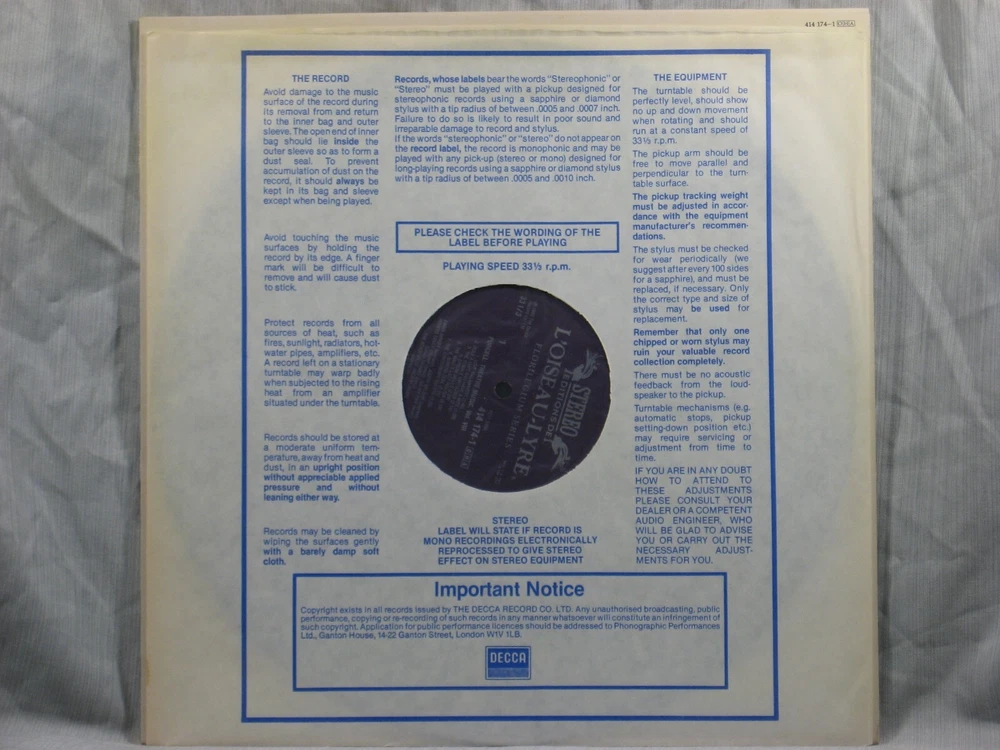 414 174-1
THE RECORD
Avoid damage to the music
surface of the record during
its removal from and return
to the inner bag and outer
sleeve. The open end of inner
bag should lie inside the
outer sleeve so as to form a
dust seal. To prevent
accumulation of dust on the
record, it should always be
kept in its bag and sleeve
except when being played.
Avoid touching the music
surfaces by holding the
record by its edge. A finger
mark will be difficult to
remove and will cause dust
to stick.
Protect records from all
sources of heat, such as
fires, sunlight, radiators, hot-
water pipes, amplifiers, etc.
A record left on a stationary
turntable may warp badly
when subjected to the rising
heat from an amplifier
situated under the turntable.
Records should be stored at
a moderate uniform tem-
perature, away from heat and
dust, in an upright position
without appreciable applied
pressure and without
leaning either way.
Records may be cleaned by
wiping the surfaces gently
with a barely damp soft
cloth.
Records, whose labels bear the words "Stereophonic" or
"Stereo" must be played with a pickup designed for
stereophonic records using a sapphire or diamond
stylus with a tip radius of between .0005 and .0007 inch.
Failure to do so is likely to result in poor sound and
irreparable damage to record and stylus.
If the words "stereophonic" or "stereo" do not appear on
the record label, the record is monophonic and may be
played with any pick-up (stereo or mono) designed for
long-playing records using a sapphire or diamond stylus
with a tip radius of between .0005 and .0010 inch.
PLEASE CHECK THE WORDING OF THE
LABEL BEFORE PLAYING
PLAYING SPEED 33⅓ r.p.m.
STEREO
EDITIONS DE
L'OISEAU-LYRE
FLORILEGIUM SERIES
414 174-1
STEREO
LABEL WILL STATE IF RECORD IS
MONO RECORDINGS ELECTRONICALLY
REPROCESSED TO GIVE STEREO
EFFECT ON STEREO EQUIPMENT
THE EQUIPMENT
The turntable should be
perfectly level, should show
no up and down movement
when rotating and should
run at a constant speed of
33⅓ r.p.m.
The pickup arm should be
free to move parallel and
perpendicular to the turn-
table surface.
The pickup tracking weight
must be adjusted in accor-
dance with the equipment
manufacturer's recommen-
dations.
The stylus must be checked
for wear periodically (we
suggest after every 100 sides
for a sapphire), and must be
replaced, if necessary. Only
the correct type and size of
stylus may be used for
replacement.
Remember that only one
chipped or worn stylus may
ruin your valuable record
collection completely.
There must be no acoustic
feedback from the loud-
speaker to the pickup.
Turntable mechanisms (e.g.
automatic stops, pickup
setting-down position etc.)
may require servicing or
adjustment from time to
time.
IF YOU ARE IN ANY DOUBT
HOW TO ATTEND TO
THESE ADJUSTMENTS
PLEASE CONSULT YOUR
DEALER OR A COMPETENT
AUDIO ENGINEER, WHO
WILL BE GLAD TO ADVISE
YOU OR CARRY OUT THE
NECESSARY ADJUST-
MENTS FOR YOU.
Important Notice
Copyright exists in all records issued by THE DECCA RECORD CO. LTD. Any unauthorised broadcasting, public
performance, copying or re-recording of such records in any manner whatsoever will constitute an infringement of
such copyright. Application for public performance licences should be addressed to Phonographic Performances
Ltd., Ganton House, 14-22 Ganton Street, London W1V 1LB.
DECCA